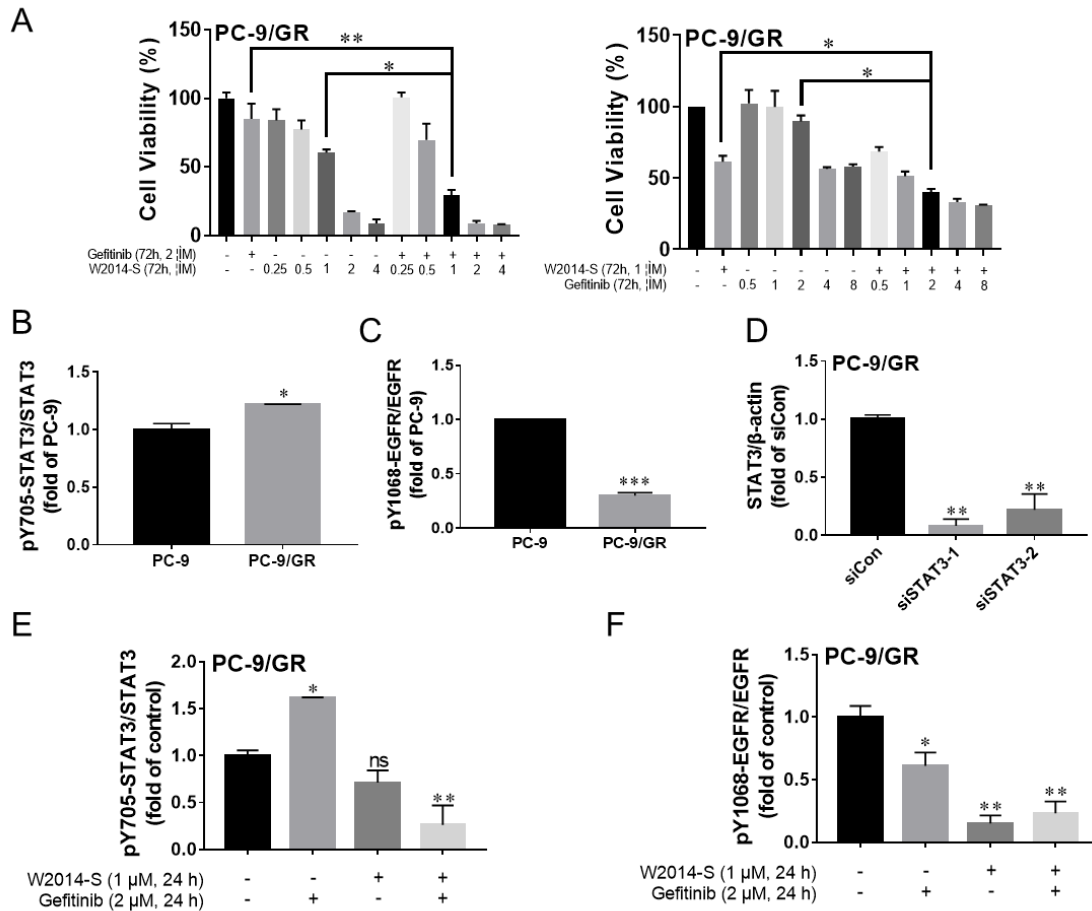 A
PC-9/GR
Cell Viability (%)
150
100
50
0
**
*
Gefitinib (72h, 2 ¡ÌM) - + - - - - - + + + + +
W2014-S (72h, ¡ÌM) - - 0.25 0.5 1 2 4 0.25 0.5 1 2 4
PC-9/GR
Cell Viability (%)
150
100
50
0
*
*
W2014-S (72h, 1 ¡ÌM) - + - - - - - + + + + +
Gefitinib (72h, ¡ÌM) - - 0.5 1 2 4 8 0.5 1 2 4 8
B
pY705-STAT3/STAT3
(fold of PC-9)
1.5
1.0
0.5
0.0
*
PC-9 PC-9/GR
C
pY1068-EGFR/EGFR
(fold of PC-9)
1.5
1.0
0.5
0.0
***
PC-9 PC-9/GR
D
PC-9/GR
STAT3/β-actin
(fold of siCon)
1.5
1.0
0.5
0.0
** **
siCon siSTAT3-1 siSTAT3-2
E
PC-9/GR
pY705-STAT3/STAT3
(fold of control)
2.0
1.5
1.0
0.5
0.0
* ns **
W2014-S (1 µM, 24 h) - - + +
Gefitinib (2 µM, 24 h) - + - +
F
PC-9/GR
pY1068-EGFR/EGFR
(fold of control)
1.5
1.0
0.5
0.0
* ** **
W2014-S (1 µM, 24 h) - - + +
Gefitinib (2 µM, 24 h) - + - +